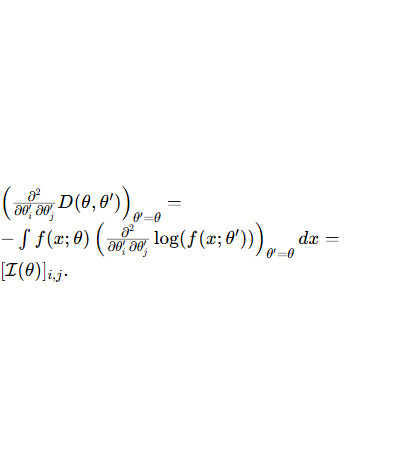 \left( \frac{\partial^2}{\partial\theta'_i \, \partial\theta'_j} D(\theta, \theta') \right)_{\theta'=\theta} =
- \int f(x; \theta) \left( \frac{\partial^2}{\partial\theta'_i \, \partial\theta'_j} \log(f(x; \theta')) \right)_{\theta'=\theta} dx =
[\mathcal{I}(\theta)]_{i,j}.